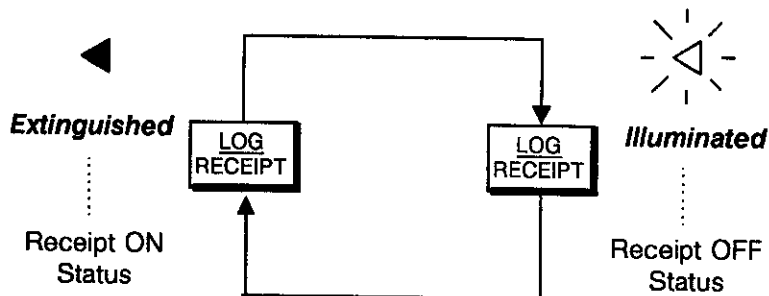 Extinguished
LOG
RECEIPT
Receipt ON
Status
LOG
RECEIPT
Illuminated
Receipt OFF
Status